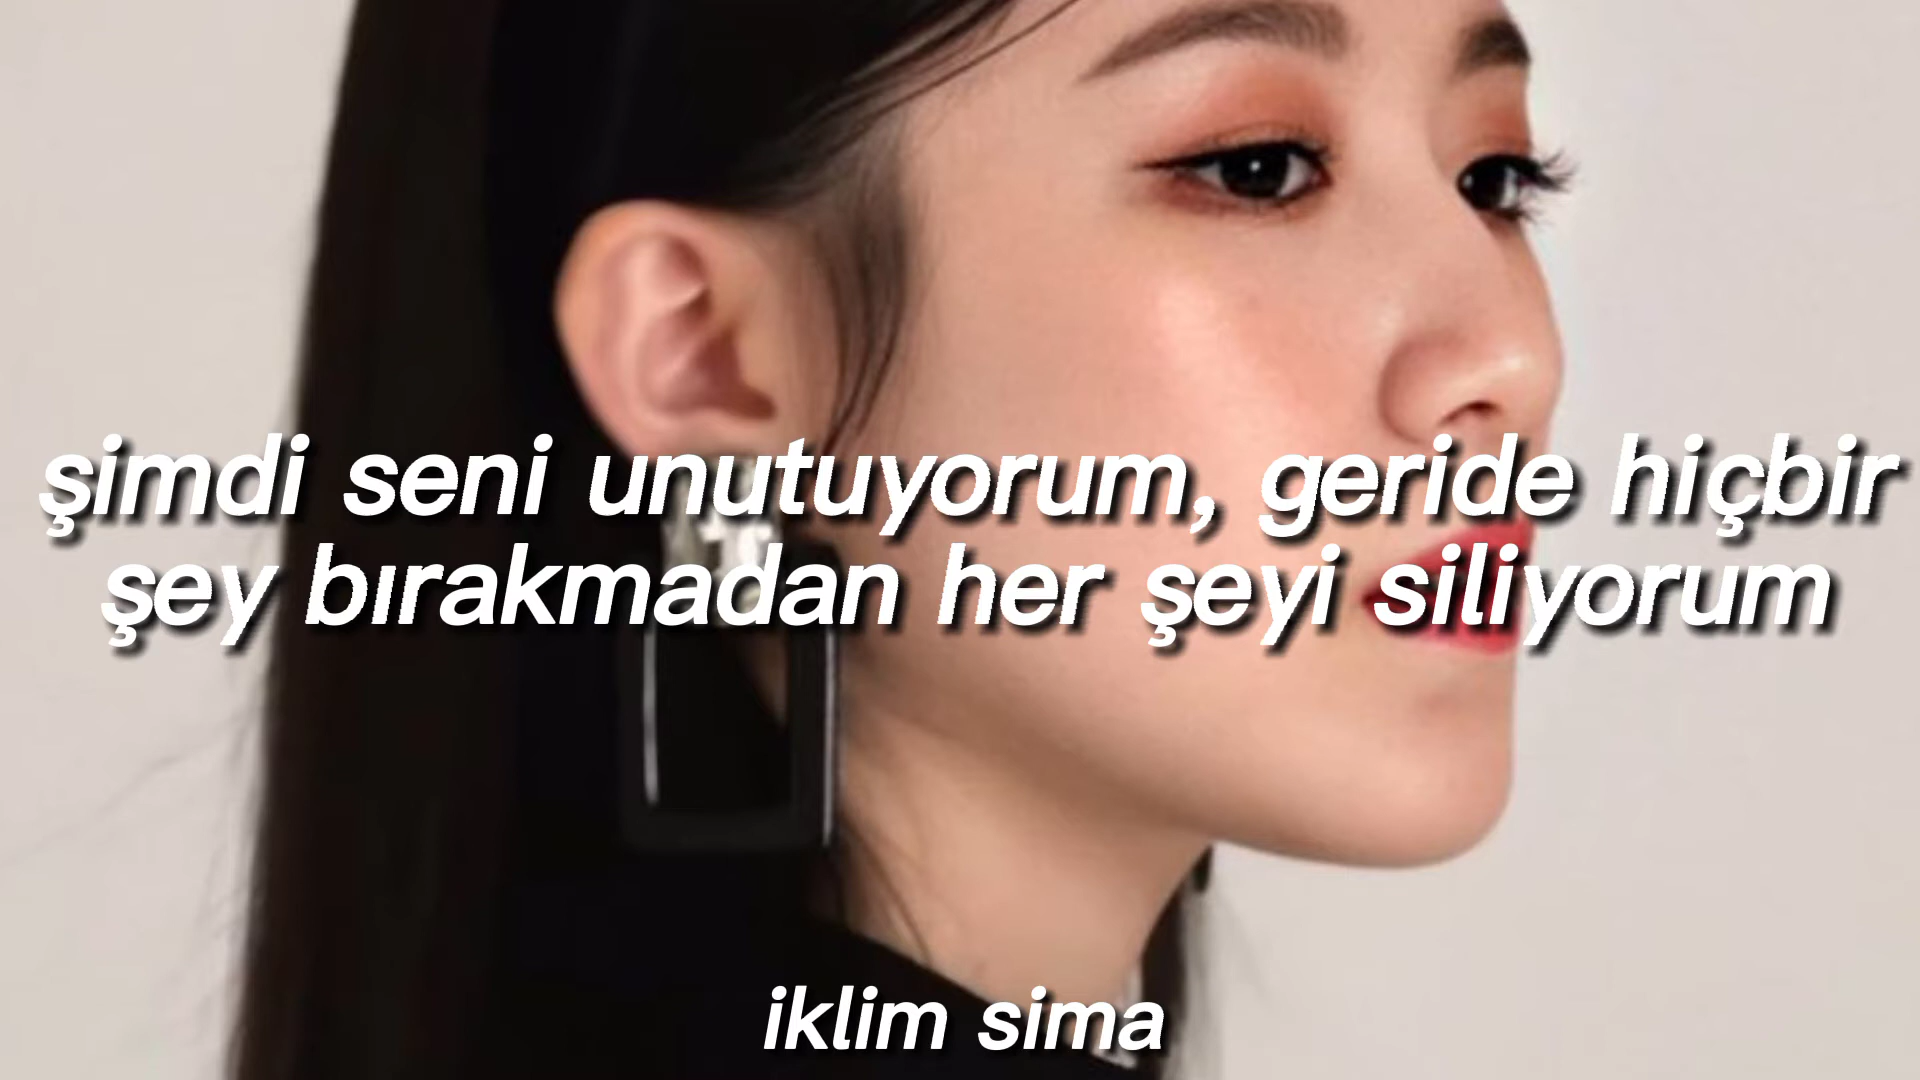 şimdi seni unutuyorum, geride hiçbir
şey bırakmadan her şeyi siliyorum
iklim sima